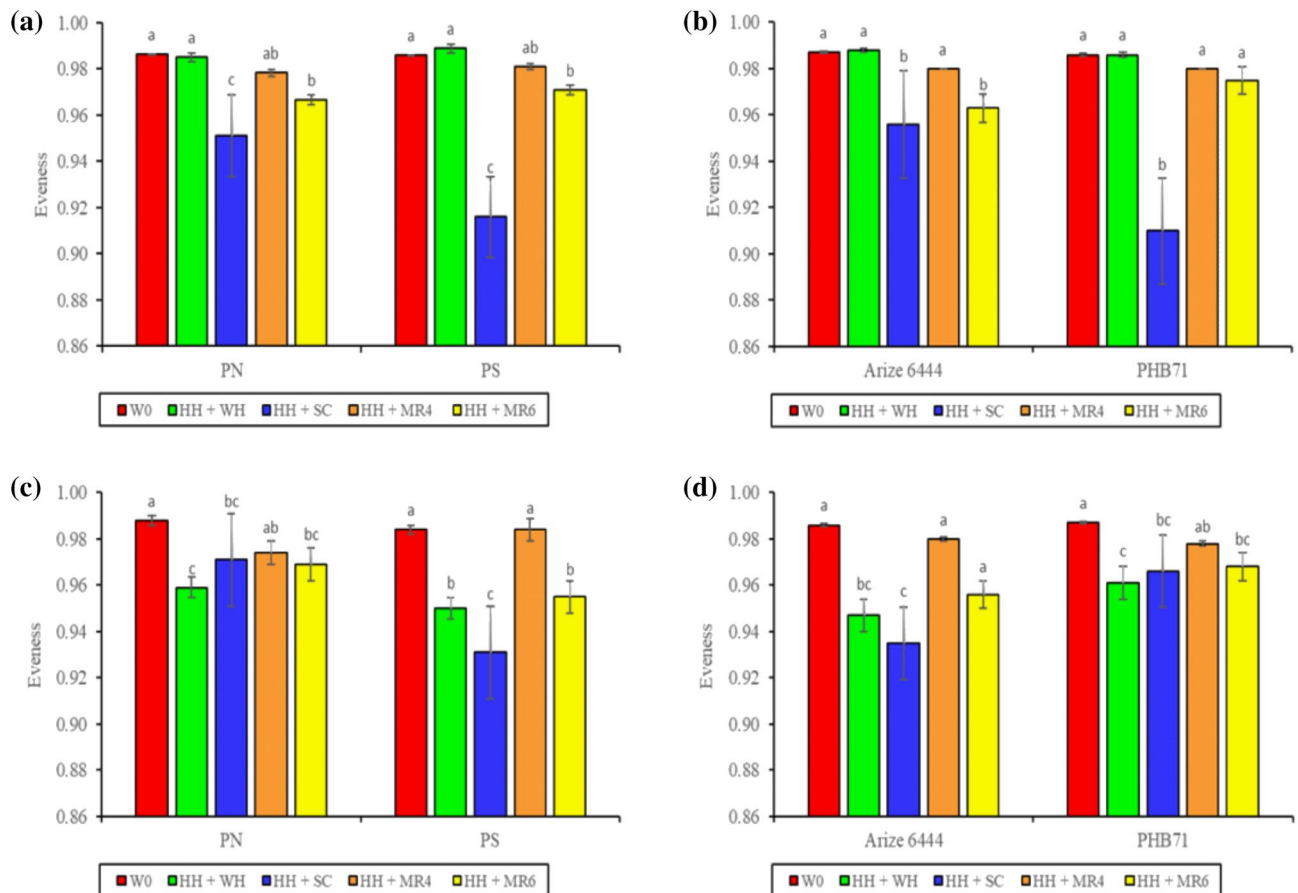 (a)
1.00
0.98
0.96
0.94
0.92
0.90
0.88
0.86
Eveness
a a c ab b
a a c ab b
PN PS
W0 HH + WH HH + SC HH + MR4 HH + MR6
(b)
1.00
0.98
0.96
0.94
0.92
0.90
0.88
0.86
Eveness
a a b a b
a a b a a
Arize 6444 PHB71
W0 HH + WH HH + SC HH + MR4 HH + MR6
(c)
1.00
0.98
0.96
0.94
0.92
0.90
0.88
0.86
Eveness
a c bc ab bc
a b c a b
PN PS
W0 HH + WH HH + SC HH + MR4 HH + MR6
(d)
1.00
0.98
0.96
0.94
0.92
0.90
0.88
0.86
Eveness
a bc c a a
a c bc ab bc
Arize 6444 PHB71
W0 HH + WH HH + SC HH + MR4 HH + MR6